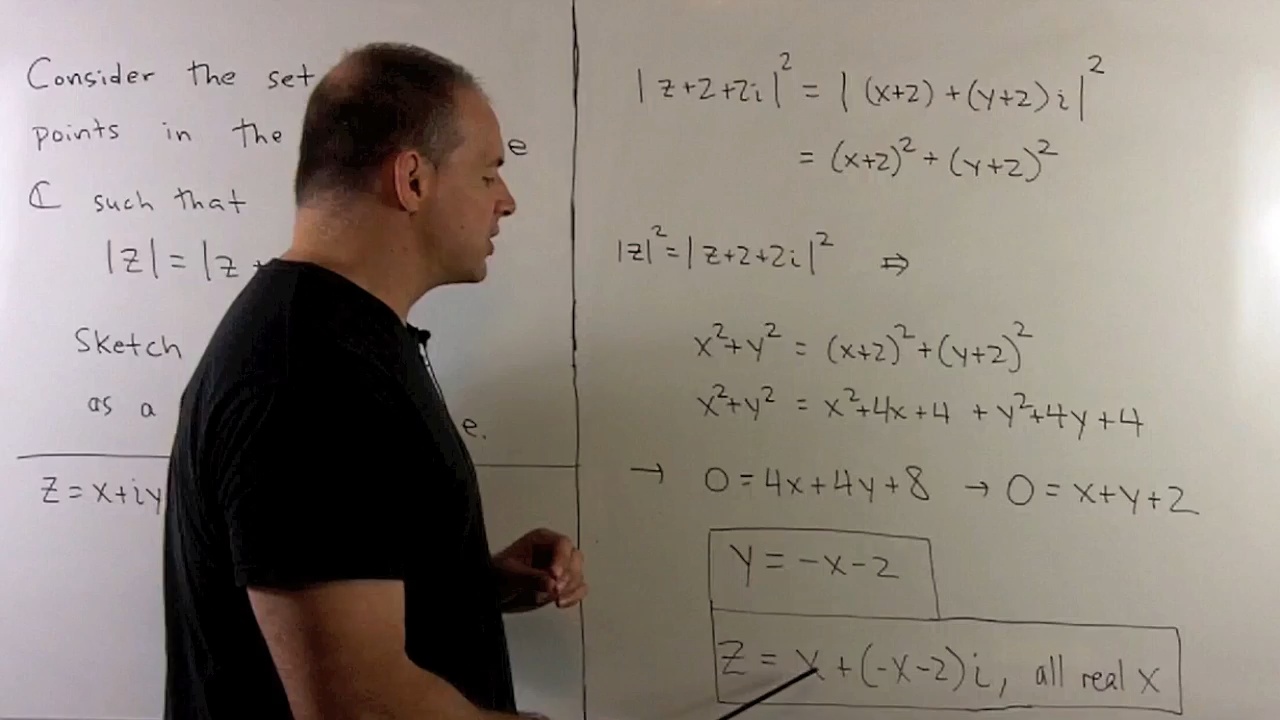 Consider the set
points in the e
ℂ such that
|z| = |z +
Sketch
as a e.
z = x+iy
|z+2+2i|² = |(x+2)+(y+2)i|²
= (x+2)² + (y+2)²
|z|² = |z+2+2i|² ⇒
x²+y² = (x+2)²+(y+2)²
x²+y² = x²+4x+4 + y²+4y+4
→ 0 = 4x+4y+8 → 0 = x+y+2
y = -x-2
z = x+(-x-2)i, all real x